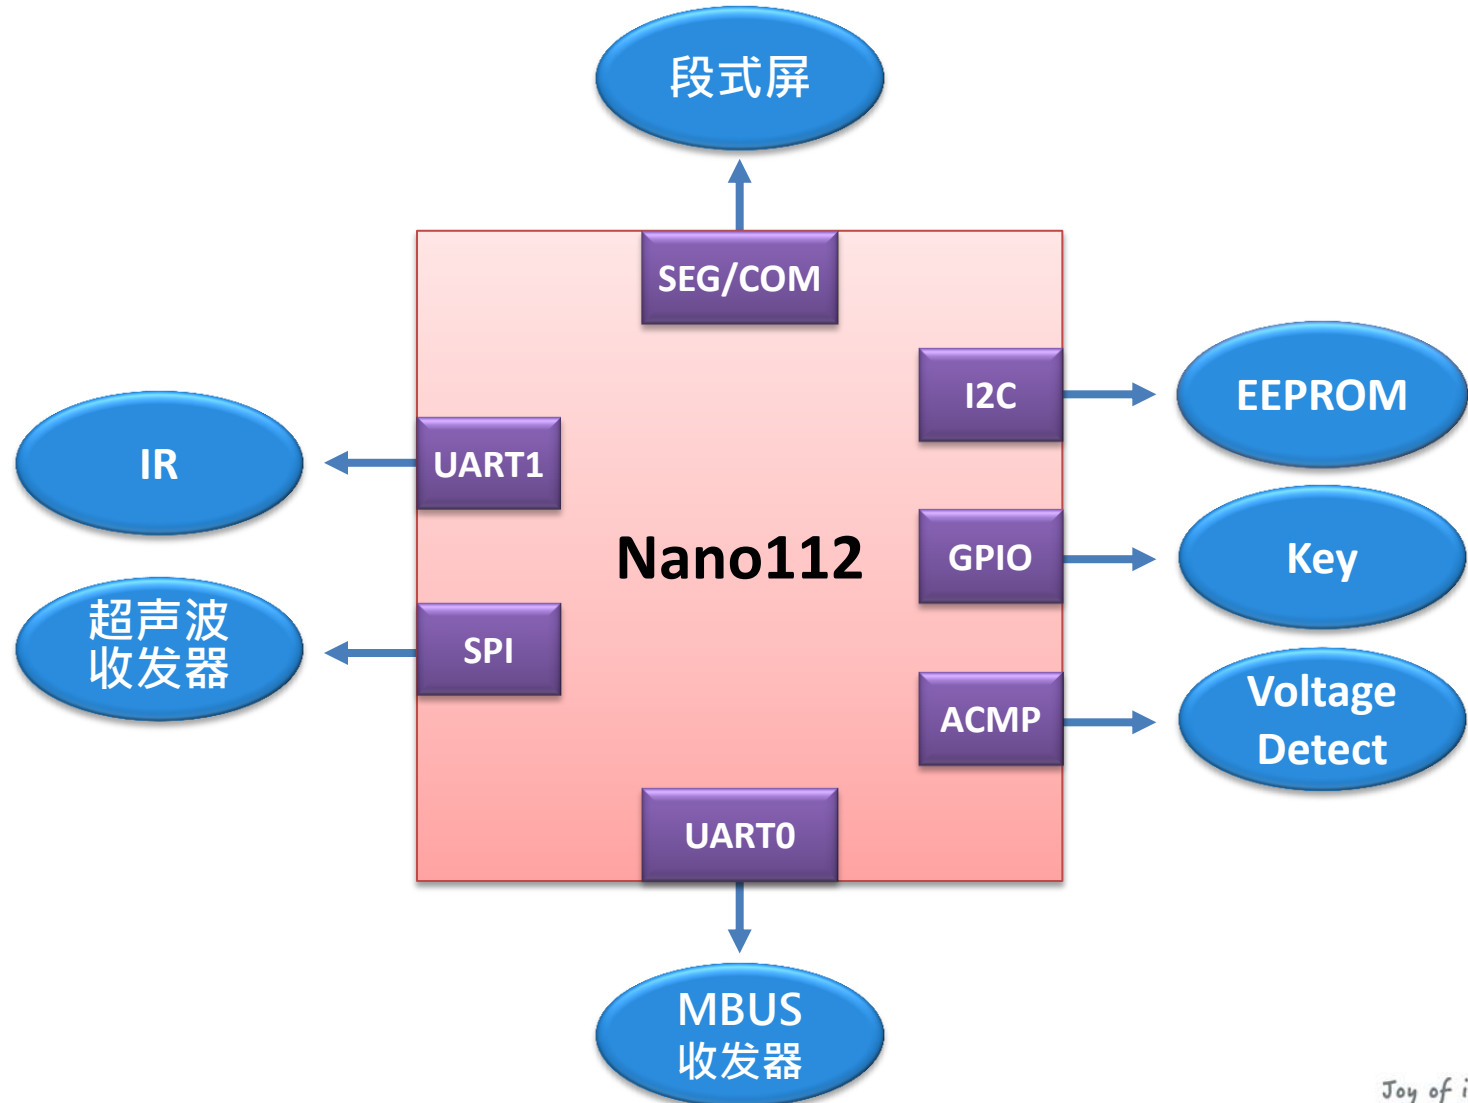 段式屏
SEG/COM
I2C
EEPROM
IR
UART1
Nano112
GPIO
Key
超声波
收发器
SPI
ACMP
Voltage
Detect
UART0
MBUS
收发器
Joy of i